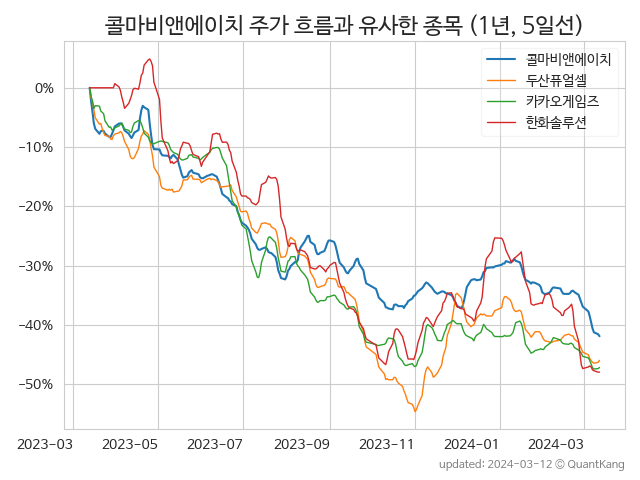 콜마비앤에이치 주가 흐름과 유사한 종목 (1년, 5일선)
콜마비앤에이치
두산퓨얼셀
카카오게임즈
한화솔루션
0%
−10%
−20%
−30%
−40%
−50%
2023-03 2023-05 2023-07 2023-09 2023-11 2024-01 2024-03
updated: 2024-03-12 © QuantKang